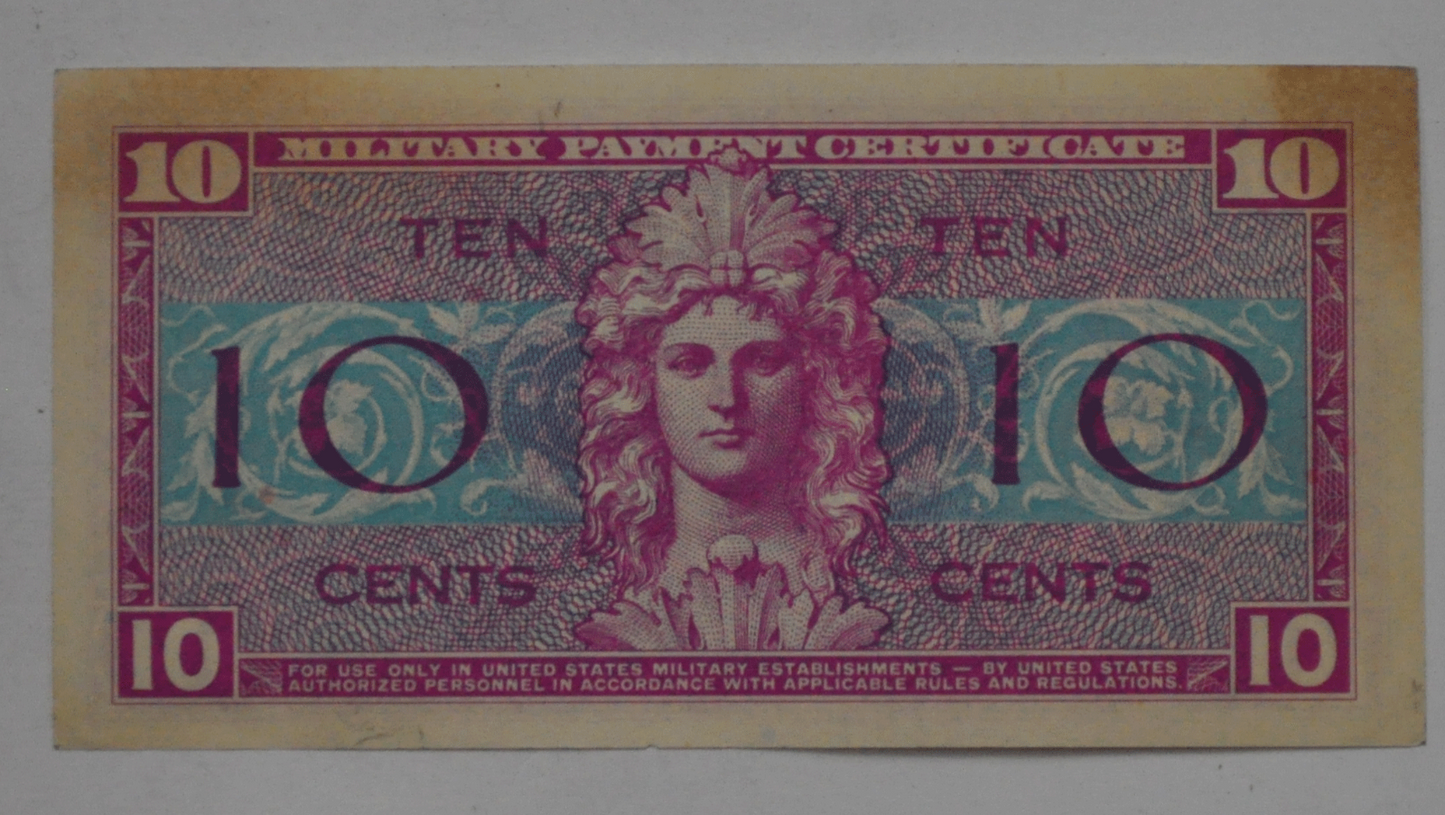 10 MILITARY PAYMENT CERTIFICATE 10
TEN TEN
10 10
CENTS CENTS
10 FOR USE ONLY IN UNITED STATES MILITARY ESTABLISHMENTS — BY UNITED STATES 10
AUTHORIZED PERSONNEL IN ACCORDANCE WITH APPLICABLE RULES AND REGULATIONS.